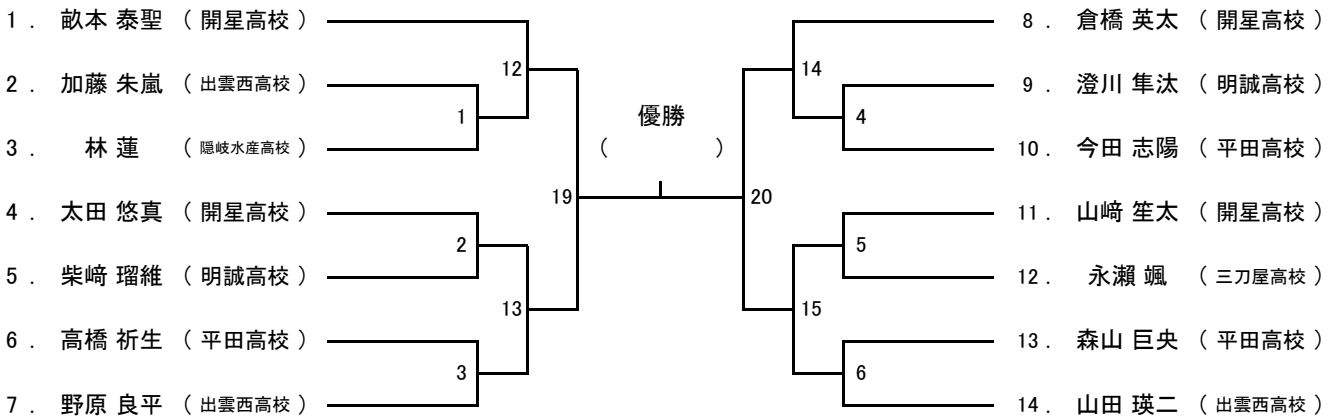 1 . 畝本 泰聖 ( 開星高校 )
2 . 加藤 朱嵐 ( 出雲西高校 )
3 . 林 蓮 ( 隠岐水産高校 )
4 . 太田 悠真 ( 開星高校 )
5 . 柴﨑 瑠維 ( 明誠高校 )
6 . 高橋 祈生 ( 平田高校 )
7 . 野原 良平 ( 出雲西高校 )
12
1
2
13
3
19
優勝
( )
20
14
4
5
15
6
8 . 倉橋 英太 ( 開星高校 )
9 . 澄川 隼汰 ( 明誠高校 )
10 . 今田 志陽 ( 平田高校 )
11 . 山﨑 笙太 ( 開星高校 )
12 . 永瀨 颯 ( 三刀屋高校 )
13 . 森山 巨央 ( 平田高校 )
14 . 山田 瑛二 ( 出雲西高校 )